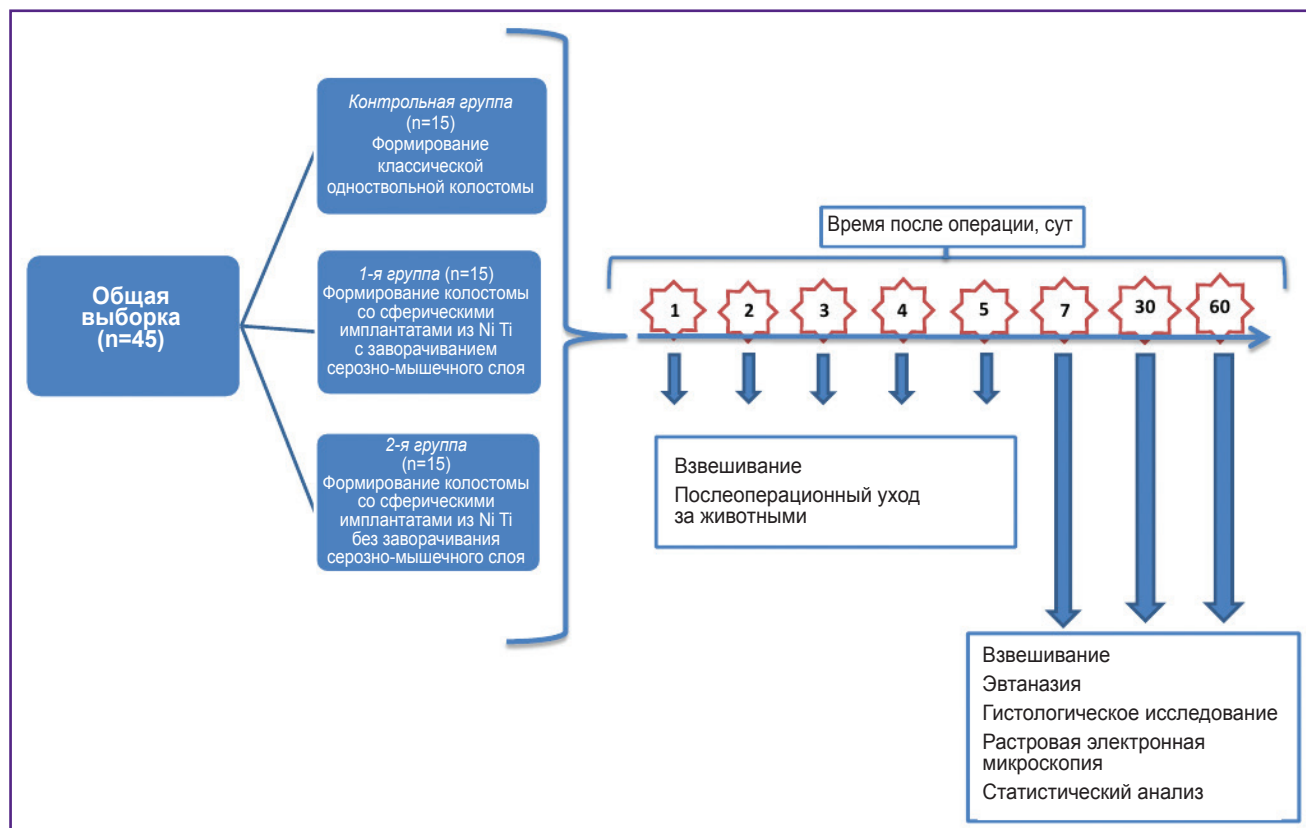 Общая
выборка
(n=45)
Контрольная группа
(n=15)
Формирование
классической
одноствольной колостомы
1-я группа (n=15)
Формирование колостомы
со сферическими
имплантатами из Ni Ti
с заворачиванием
серозно-мышечного слоя
2-я группа
(n=15)
Формирование колостомы
со сферическими
имплантатами из Ni Ti
без заворачивания
серозно-мышечного слоя
Время после операции, сут
1 2 3 4 5 7 30 60
Взвешивание
Послеоперационный уход
за животными
Взвешивание
Эвтаназия
Гистологическое исследование
Растровая электронная
микроскопия
Статистический анализ